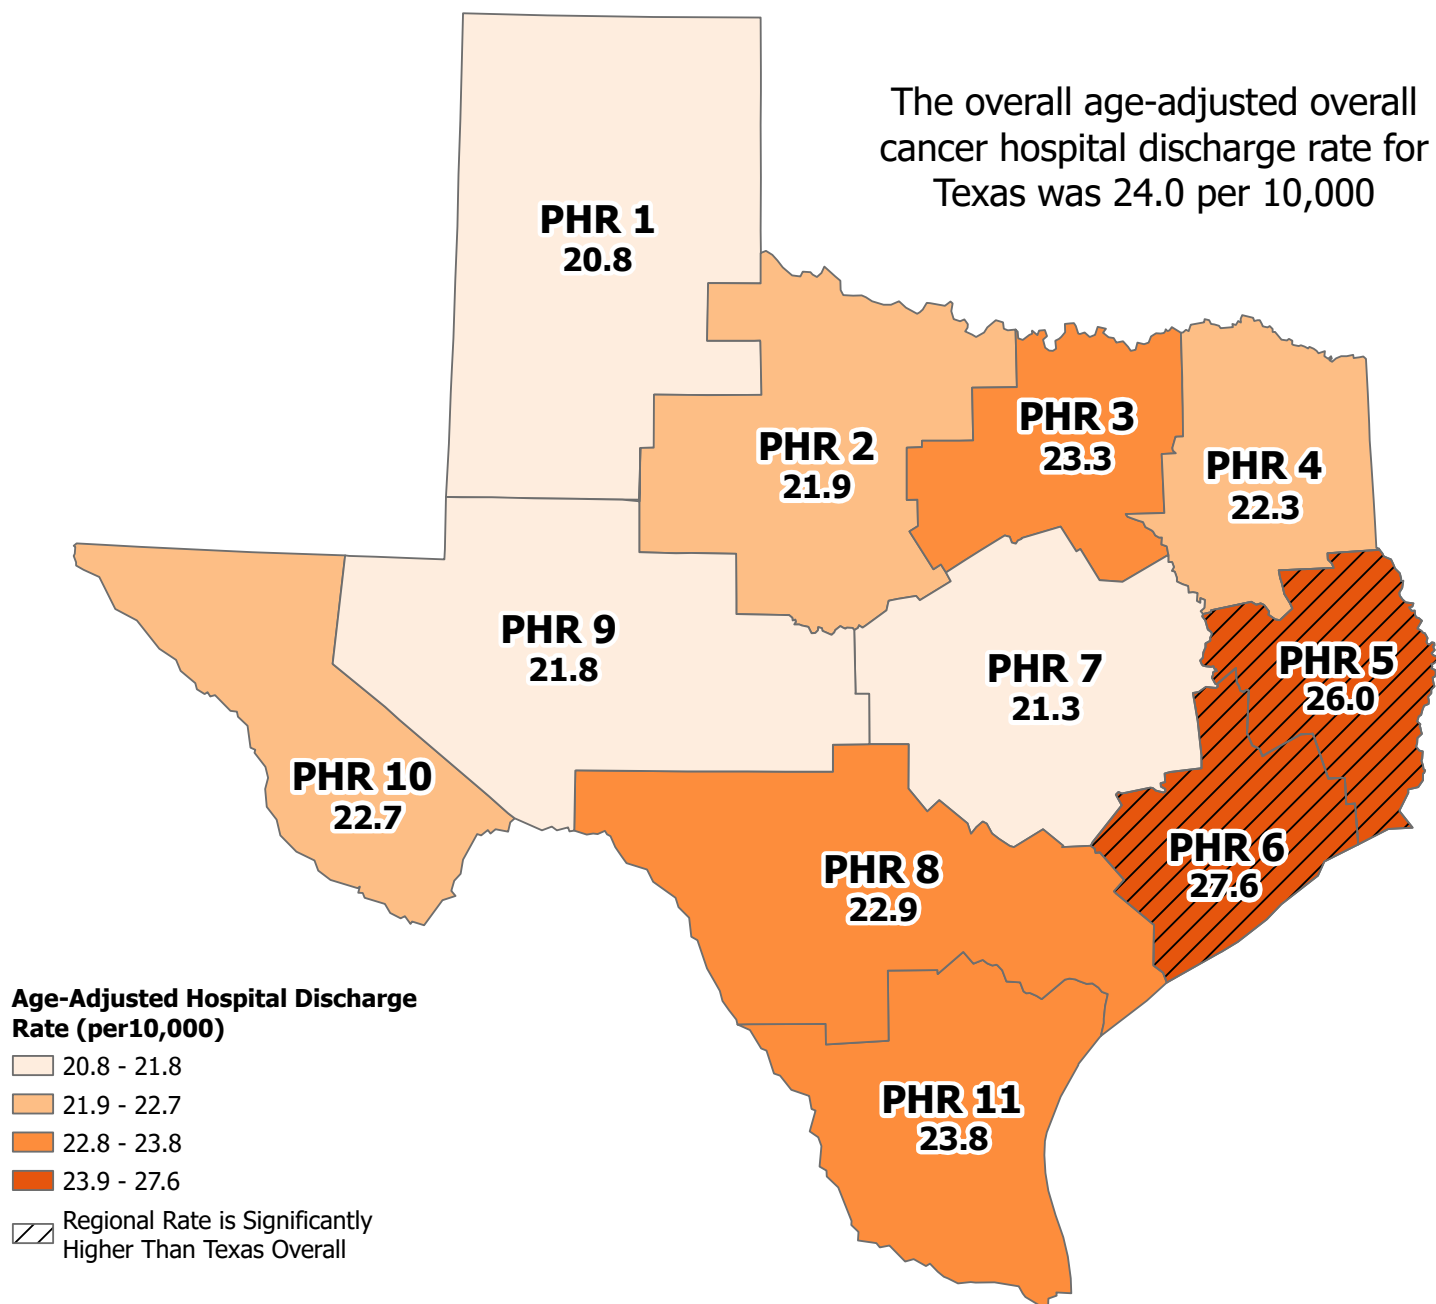 The overall age-adjusted overall
cancer hospital discharge rate for
Texas was 24.0 per 10,000
PHR 1
20.8
PHR 2
21.9
PHR 3
23.3
PHR 4
22.3
PHR 9
21.8
PHR 7
21.3
PHR 5
26.0
PHR 10
22.7
PHR 8
22.9
PHR 6
27.6
PHR 11
23.8
Age-Adjusted Hospital Discharge
Rate (per10,000)
20.8 - 21.8
21.9 - 22.7
22.8 - 23.8
23.9 - 27.6
Regional Rate is Significantly
Higher Than Texas Overall